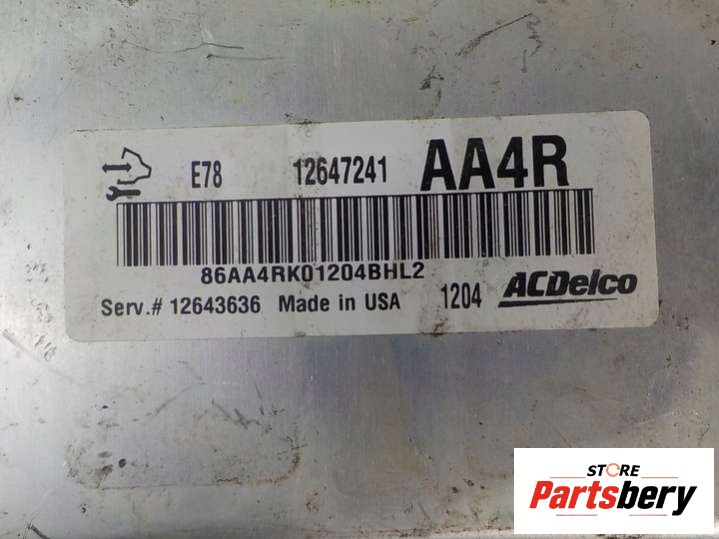 E78 12647241 AA4R
86AA4RK01204BHL2
Serv.# 12643636 Made in USA 1204 ACDelco
STORE
Partsbery